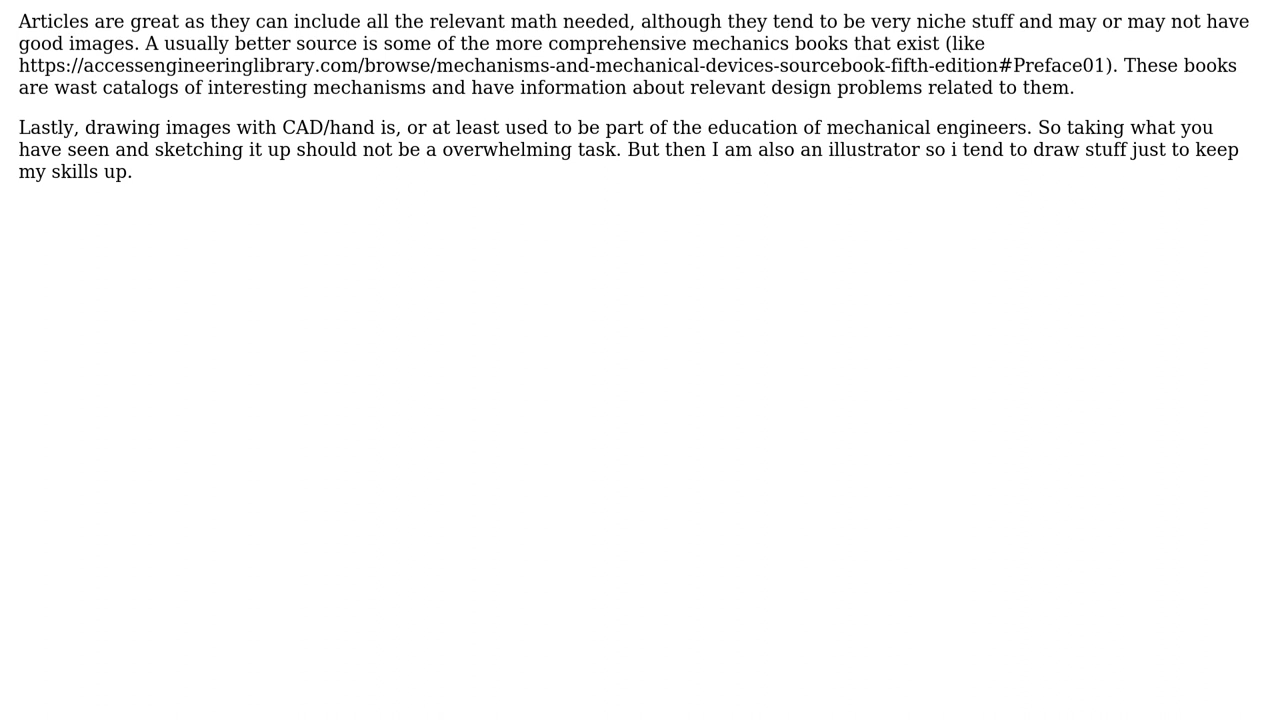 Articles are great as they can include all the relevant math needed, although they tend to be very niche stuff and may or may not have
good images. A usually better source is some of the more comprehensive mechanics books that exist (like
https://accessengineeringlibrary.com/browse/mechanisms-and-mechanical-devices-sourcebook-fifth-edition#Preface01). These books
are wast catalogs of interesting mechanisms and have information about relevant design problems related to them.
Lastly, drawing images with CAD/hand is, or at least used to be part of the education of mechanical engineers. So taking what you
have seen and sketching it up should not be a overwhelming task. But then I am also an illustrator so i tend to draw stuff just to keep
my skills up.